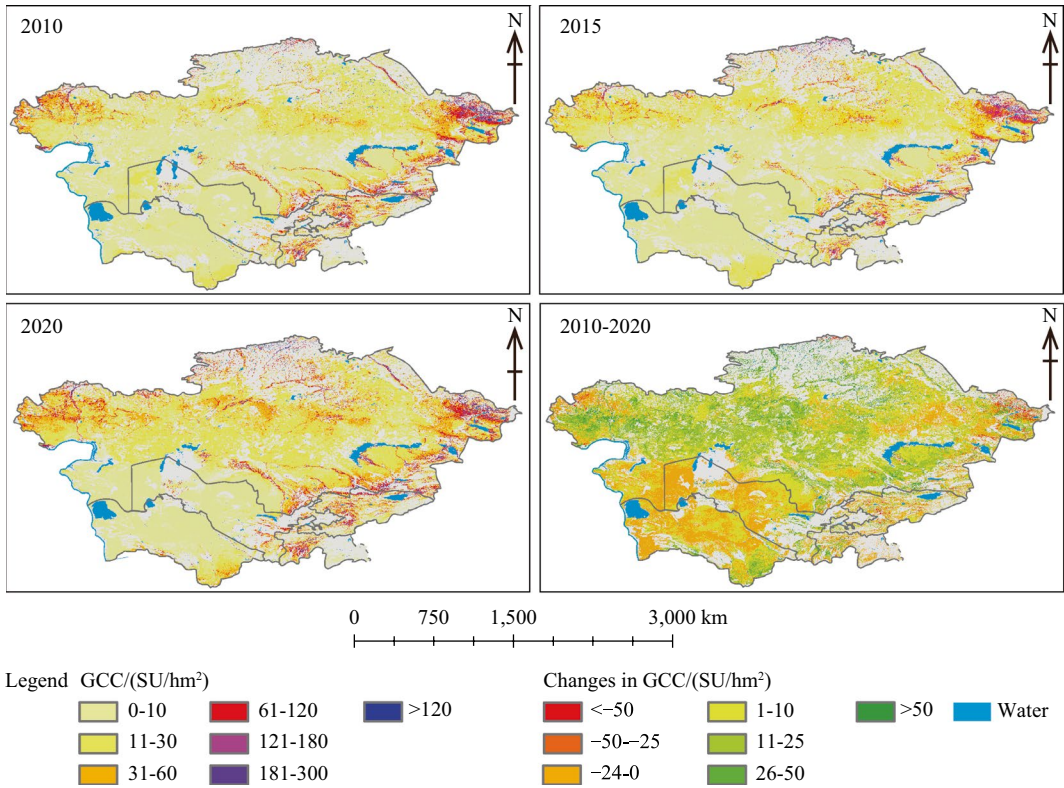 2010
N
2015
N
2020
N
2010-2020
N
0 750 1,500 3,000 km
Legend GCC/(SU/hm²)
0-10 61-120 >120
11-30 121-180
31-60 181-300
Changes in GCC/(SU/hm²)
<−50 1-10 >50 Water
−50-−25 11-25
−24-0 26-50